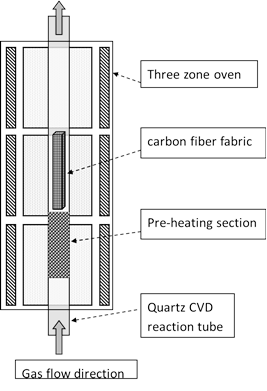 Three zone oven
carbon fiber fabric
Pre-heating section
Quartz CVD
reaction tube
Gas flow direction